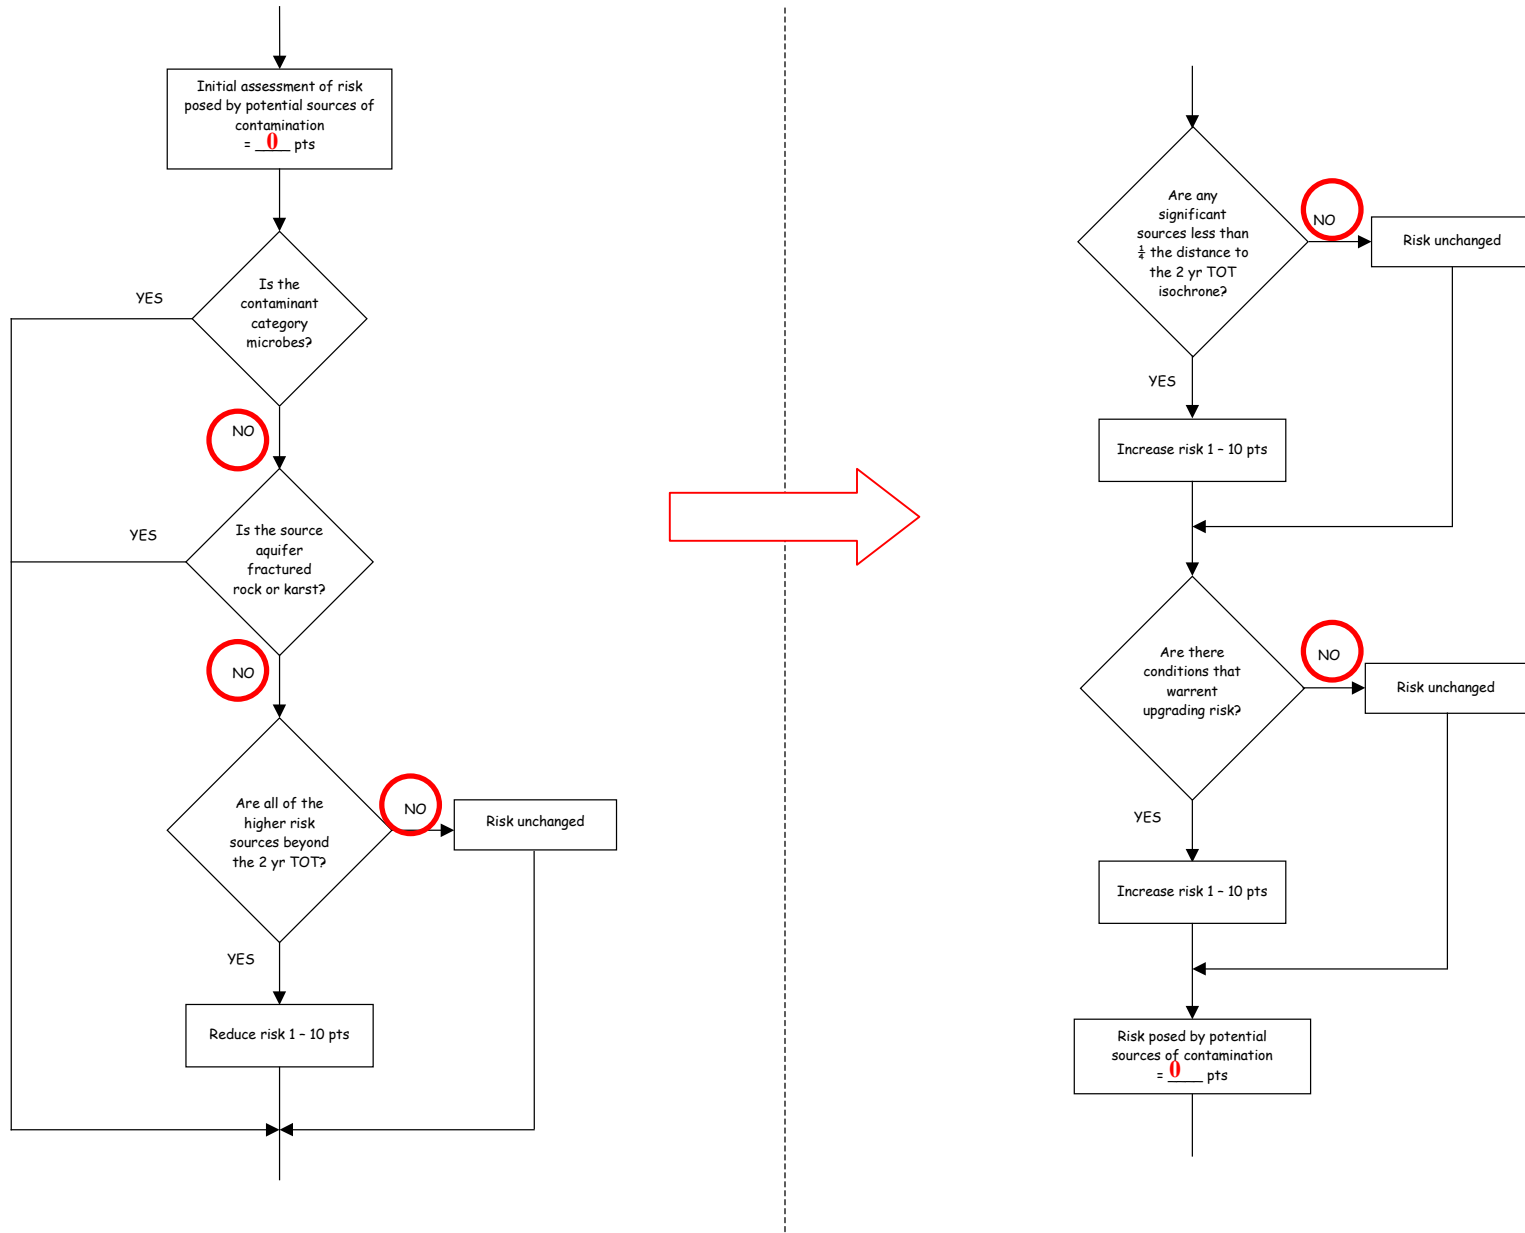 Initial assessment of risk
posed by potential sources of
contamination
= __0__ pts
Is the
contaminant
category
microbes?
YES
NO
Is the source
aquifer
fractured
rock or karst?
YES
NO
Are all of the
higher risk
sources beyond
the 2 yr TOT?
NO
Risk unchanged
YES
Reduce risk 1 – 10 pts
Are any
significant
sources less than
¼ the distance to
the 2 yr TOT
isochrone?
NO
Risk unchanged
YES
Increase risk 1 – 10 pts
Are there
conditions that
warrent
upgrading risk?
NO
Risk unchanged
YES
Increase risk 1 – 10 pts
Risk posed by potential
sources of contamination
= 0____ pts